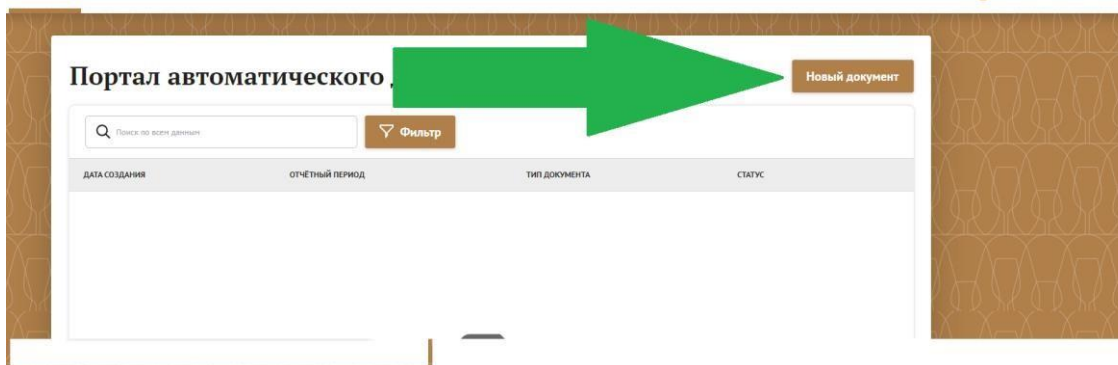 Портал автоматического
Новый документ
Поиск по всем данным
Фильтр
ДАТА СОЗДАНИЯ ОТЧЁТНЫЙ ПЕРИОД ТИП ДОКУМЕНТА СТАТУС